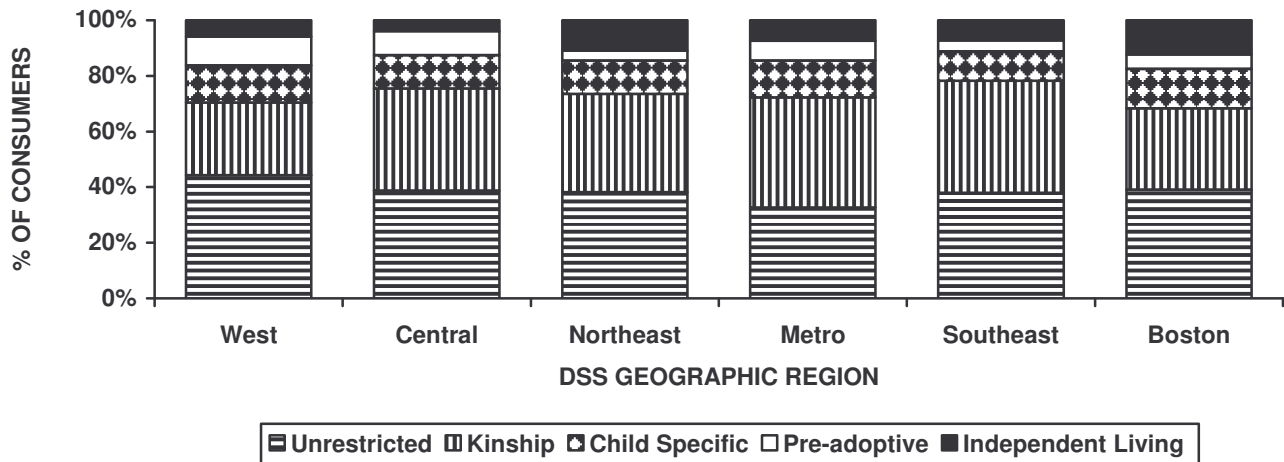 100%
80%
60%
40%
20%
0%
% OF CONSUMERS
West Central Northeast Metro Southeast Boston
DSS GEOGRAPHIC REGION
Unrestricted Kinship Child Specific Pre-adoptive Independent Living